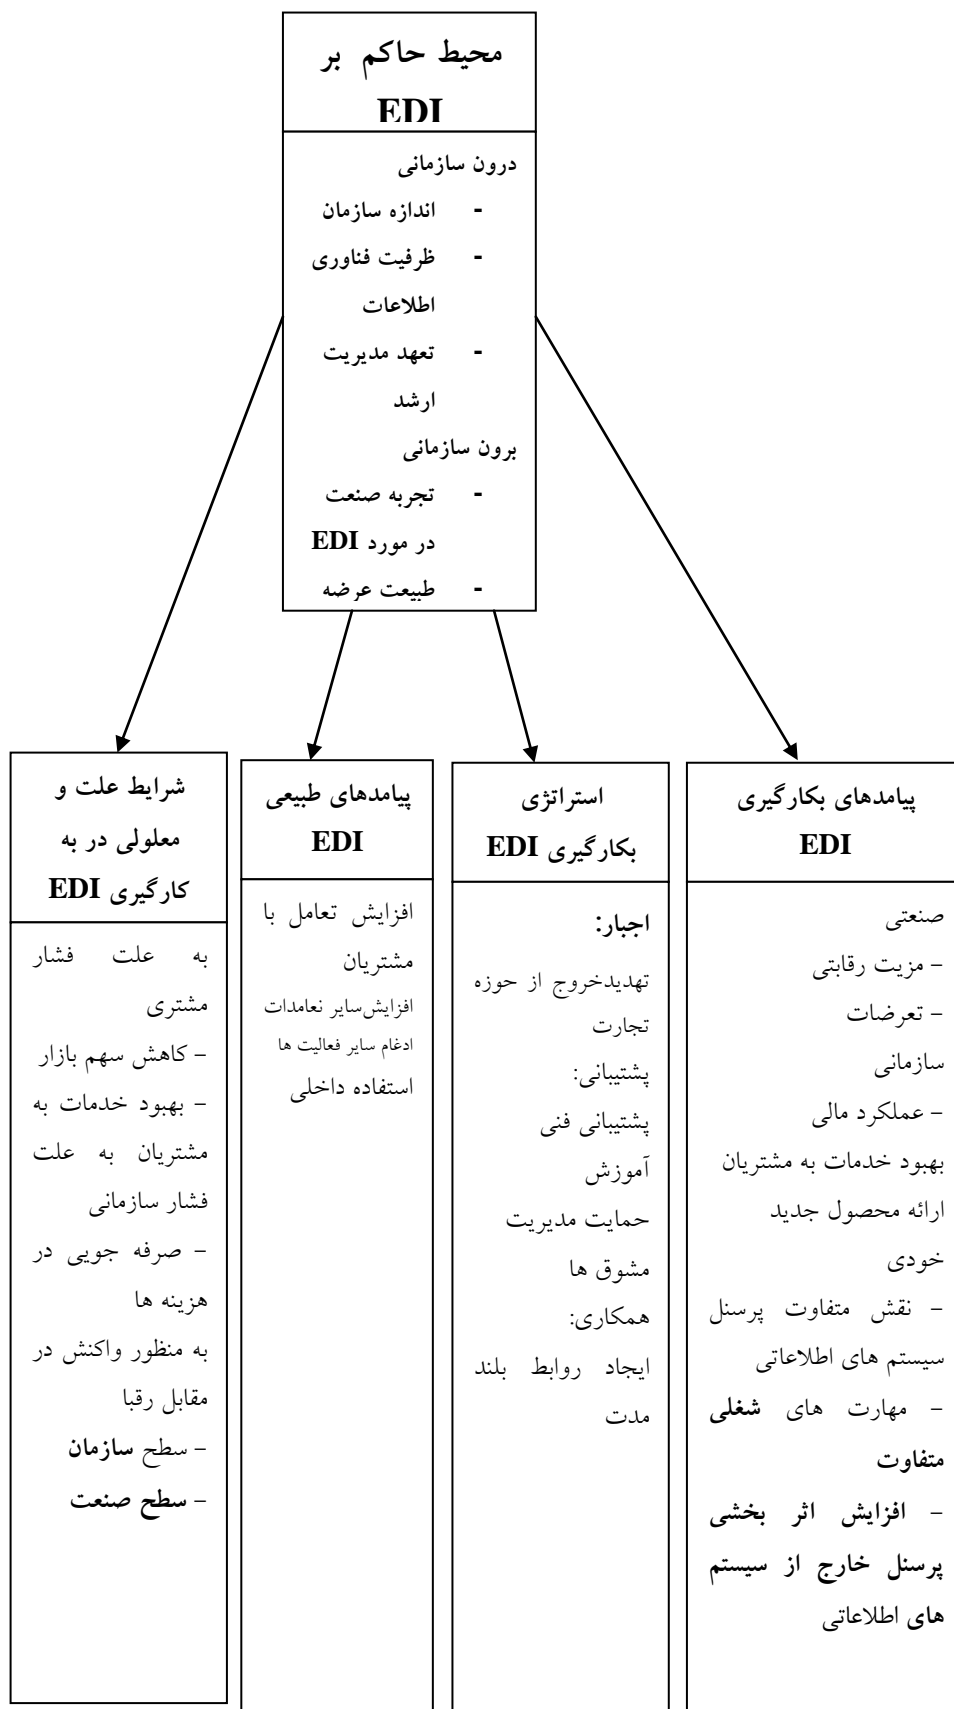 محیط حاکم بر
EDI
درون سازمانی
- اندازه سازمان
- ظرفیت فناوری
اطلاعات
- تعهد مدیریت
ارشد
برون سازمانی
- تجربه صنعت
در مورد EDI
- طبیعت عرضه
پیامدهای بکارگیری
EDI
صنعتی
– مزیت رقابتی
– تعرضات
سازمانی
– عملکرد مالی
بهبود خدمات به مشتریان
ارائه محصول جدید
خودی
– نقش متفاوت پرسنل
سیستم های اطلاعاتی
– مهارت های شغلی
متفاوت
– افزایش اثر بخشی
پرسنل خارج از سیستم
های اطلاعاتی
استراتژی
بکارگیری EDI
اجبار:
تهدیدخروج از حوزه
تجارت
پشتیبانی:
پشتیبانی فنی
آموزش
حمایت مدیریت
مشوق ها
همکاری:
ایجاد روابط بلند
مدت
پیامدهای طبیعی
EDI
افزایش تعامل با
مشتریان
افزایش‌سایر نعامدات
ادغام سایر فعالیت ها
استفاده داخلی
شرایط علت و
معلولی در به
کارگیری EDI
به علت فشار
مشتری
– کاهش سهم بازار
– بهبود خدمات به
مشتریان به علت
فشار سازمانی
– صرفه جویی در
هزینه ها
به منظور واکنش در
مقابل رقبا
– سطح سازمان
– سطح صنعت